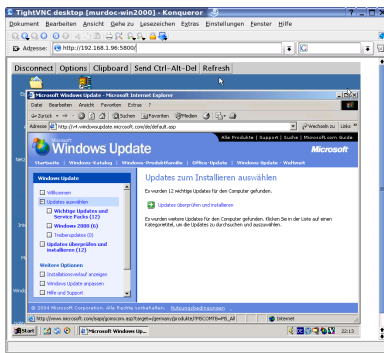 TightVNC desktop [murdoc-win2000] - Konqueror
Dokument Bearbeiten Ansicht Gehe zu Lesezeichen Extras Einstellungen Fenster Hilfe
Adresse: http://192.168.1.96:5800/
Disconnect Options Clipboard Send Ctrl-Alt-Del Refresh
Microsoft Windows Update - Microsoft Internet Explorer
Datei Bearbeiten Ansicht Favoriten Extras ?
Zurück Suchen Favoriten Medien
Adresse http://v4.windowsupdate.microsoft.com/de/default.asp Wechseln zu Links
Alle Produkte | Support | Suche | Microsoft.com Guide
Windows Update
Microsoft
Startseite | Windows-Katalog | Windows-Produktfamilie | Office-Update | Windows Update - Weltweit
Windows Update
Willkommen
Updates auswählen
Wichtige Updates und Service Packs (12)
Windows 2000 (6)
Treiberupdates (0)
Updates überprüfen und installieren (12)
Weitere Optionen
Installationsverlauf anzeigen
Windows Update anpassen
Hilfe und Support
Updates zum Installieren auswählen
Es wurden 12 wichtige Updates für den Computer gefunden.
Updates überprüfen und installieren
Es wurden weitere Updates für den Computer gefunden. Klicken Sie in der Liste auf einen
Kategorietitel, um die Updates zu durchsuchen und auszuwählen.
© 2004 Microsoft Corporation. Alle Rechte vorbehalten. Nutzungsbedingungen
Internet
Start Microsoft Windows Up... 22:13